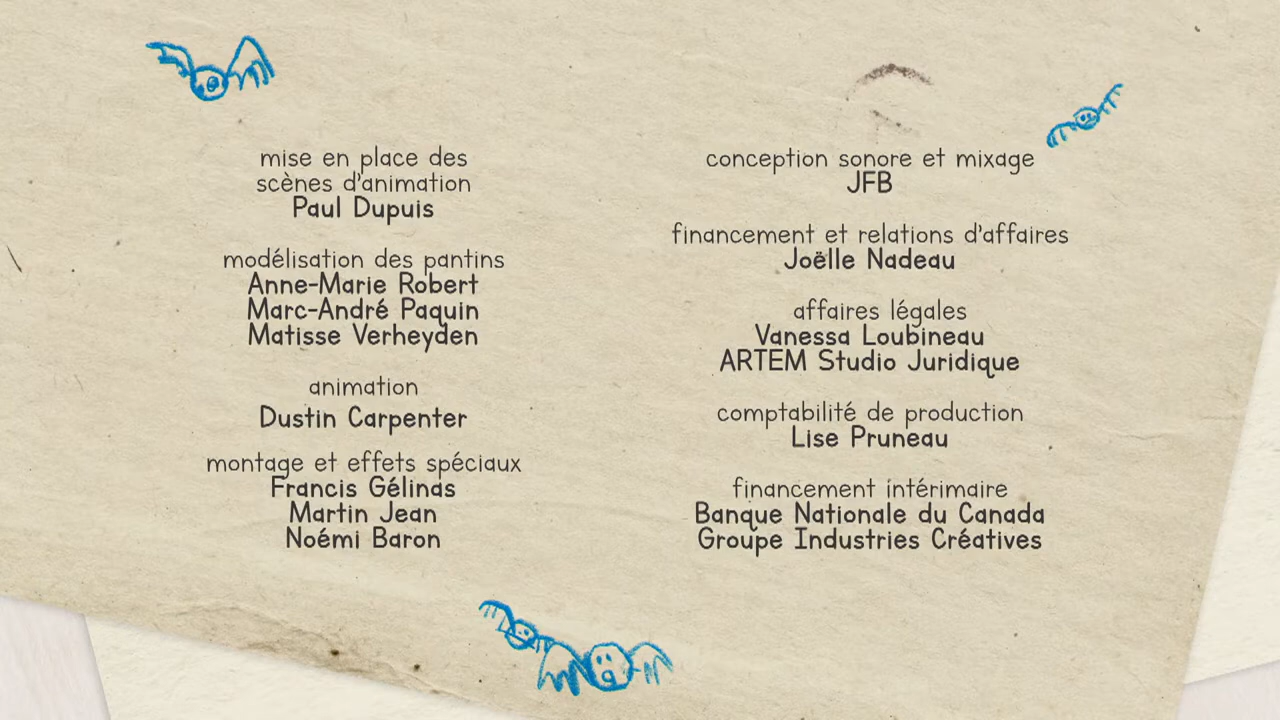 mise en place des
scènes d'animation
Paul Dupuis
modélisation des pantins
Anne-Marie Robert
Marc-André Paquin
Matisse Verheyden
animation
Dustin Carpenter
montage et effets spéciaux
Francis Gélinas
Martin Jean
Noémi Baron
conception sonore et mixage
JFB
financement et relations d'affaires
Joëlle Nadeau
affaires légales
Vanessa Loubineau
ARTEM Studio Juridique
comptabilité de production
Lise Pruneau
financement intérimaire
Banque Nationale du Canada
Groupe Industries Créatives